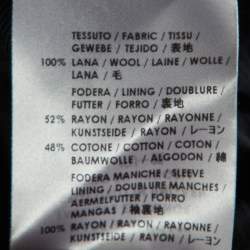 TESSUTO / FABRIC / TISSU /
GEWEBE / TEJIDO / 表地
100% LANA / WOOL / LAINE / WOLLE /
LANA / 毛
FODERA / LINING / DOUBLURE /
FUTTER / FORRO / 裏地
52% RAYON / RAYON / RAYONNE /
KUNSTSEIDE / RAYON / レーヨン
48% COTONE / COTTON / COTON /
BAUMWOLLE / ALGODON / 綿
FODERA MANICHE / SLEEVE
LINING / DOUBLURE MANCHES /
AERMELFUTTER / FORRO
MANGAS / 袖裏地
100% RAYON / RAYON / RAYONNE /
KUNSTSEIDE / RAYON / レーヨン